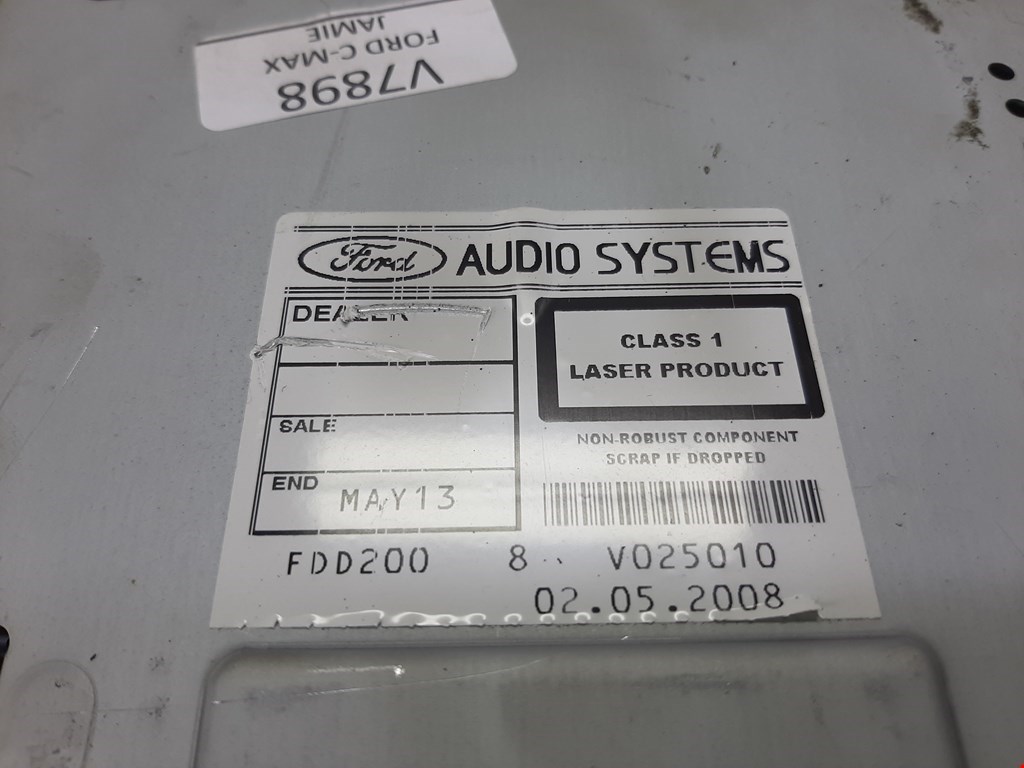 V7898
FORD C-MAX
JAMIE
Ford AUDIO SYSTEMS
DEALER
CLASS 1
LASER PRODUCT
SALE
NON-ROBUST COMPONENT
SCRAP IF DROPPED
END MAY13
FDD200 8 V025010
02.05.2008